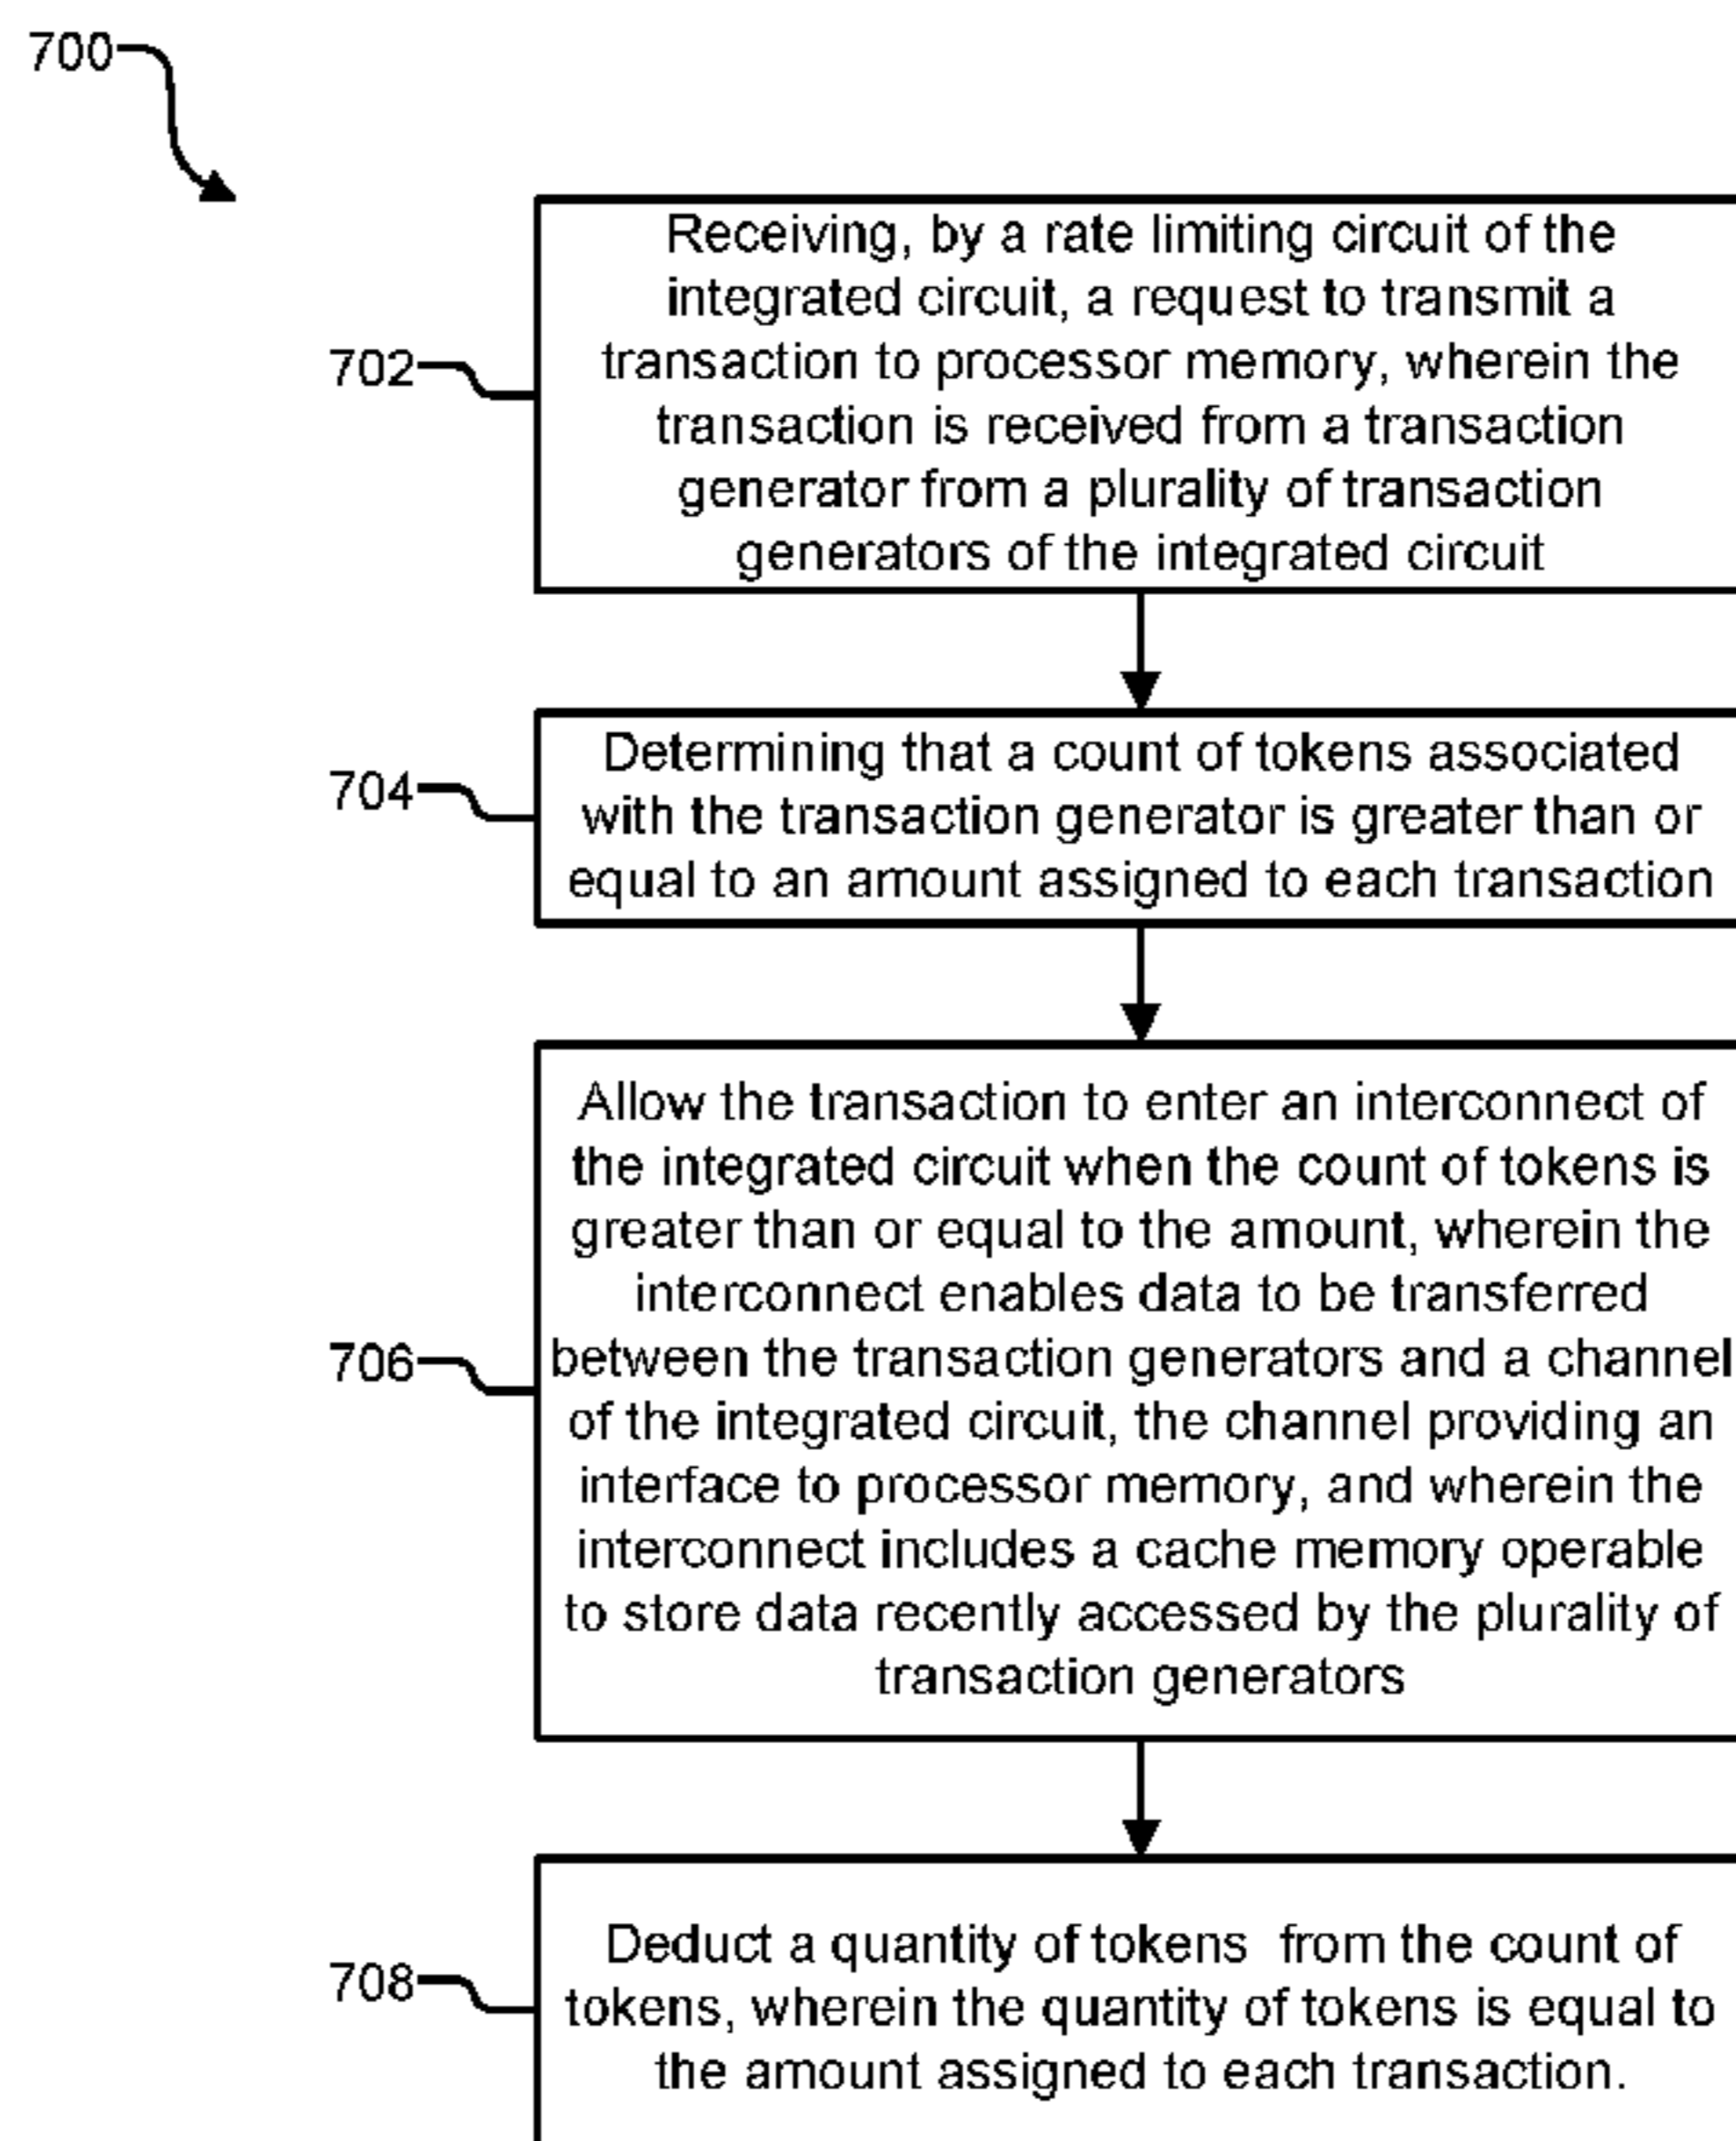 700
702
Receiving, by a rate limiting circuit of the
integrated circuit, a request to transmit a
transaction to processor memory, wherein the
transaction is received from a transaction
generator from a plurality of transaction
generators of the integrated circuit
704
Determining that a count of tokens associated
with the transaction generator is greater than or
equal to an amount assigned to each transaction
706
Allow the transaction to enter an interconnect of
the integrated circuit when the count of tokens is
greater than or equal to the amount, wherein the
interconnect enables data to be transferred
between the transaction generators and a channel
of the integrated circuit, the channel providing an
interface to processor memory, and wherein the
interconnect includes a cache memory operable
to store data recently accessed by the plurality of
transaction generators
708
Deduct a quantity of tokens  from the count of
tokens, wherein the quantity of tokens is equal to
the amount assigned to each transaction.